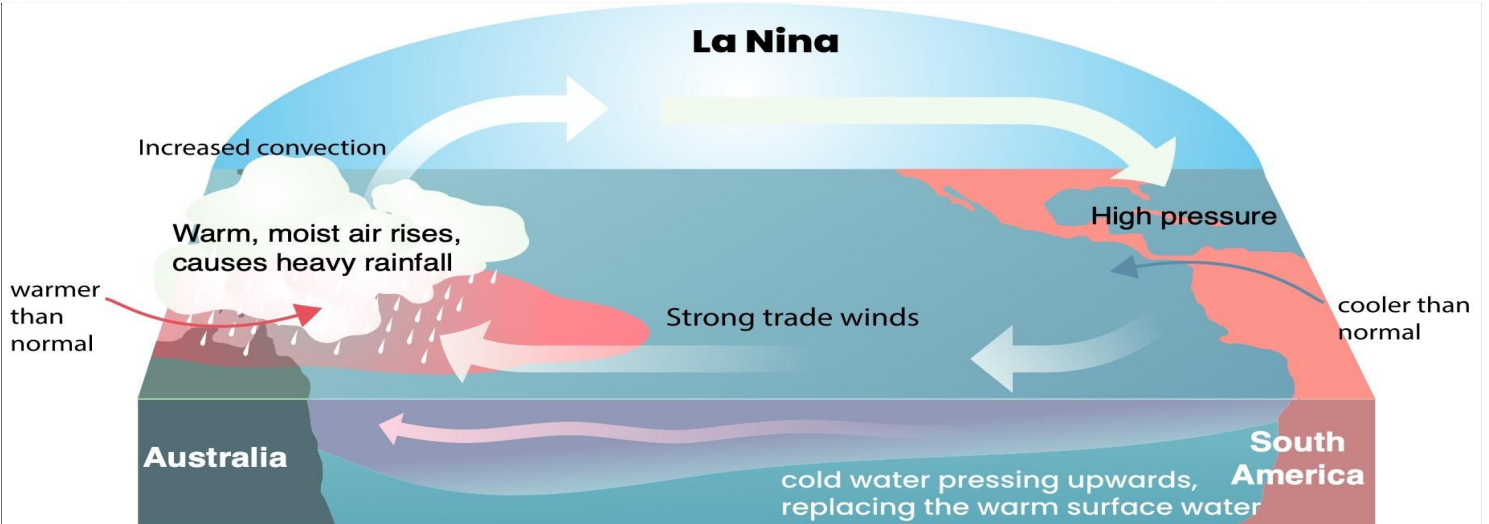 La Nina
Increased convection
Warm, moist air rises,
causes heavy rainfall
High pressure
warmer
than
normal
Strong trade winds
cooler than
normal
Australia
South
America
cold water pressing upwards,
replacing the warm surface water